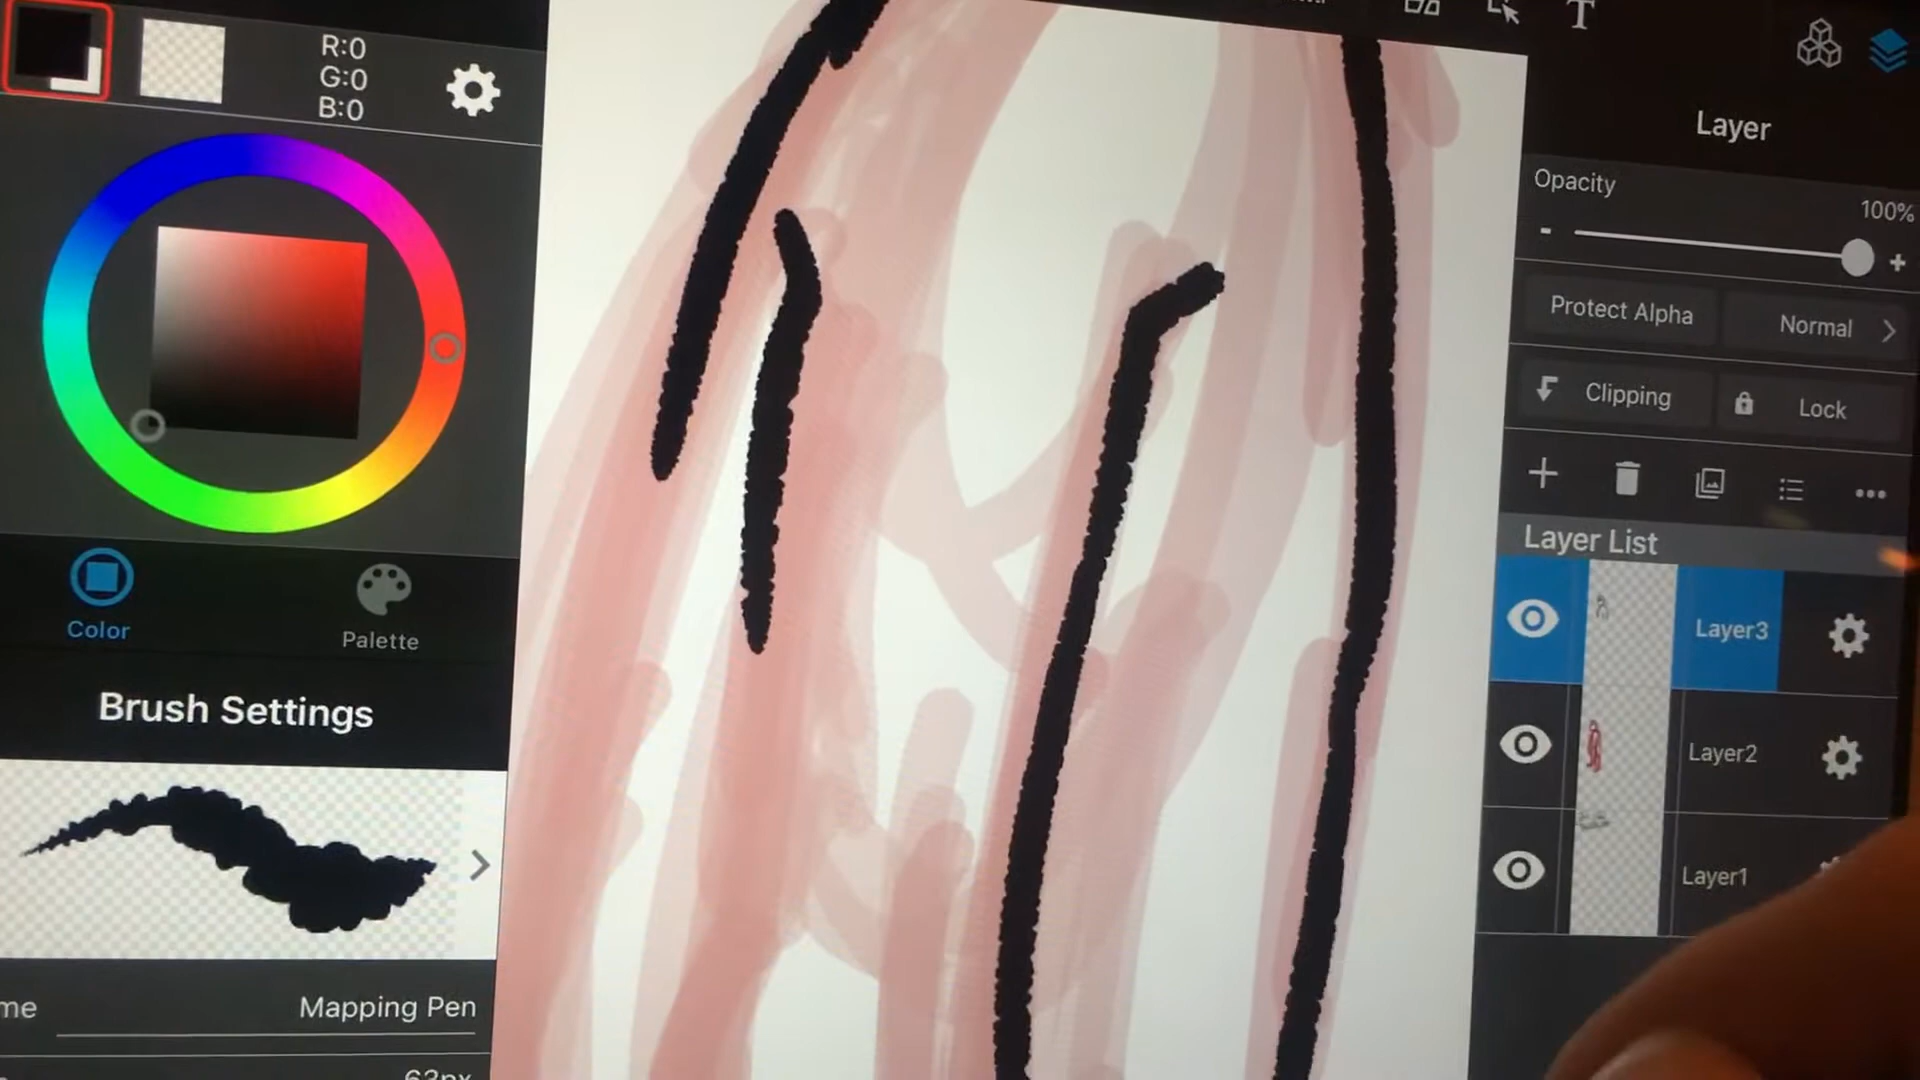 R:0
G:0
B:0
T
Layer
Opacity
100%
- +
Protect Alpha
Normal
Clipping
Lock
Layer List
Layer3
Layer2
Layer1
Color
Palette
Brush Settings
me
Mapping Pen